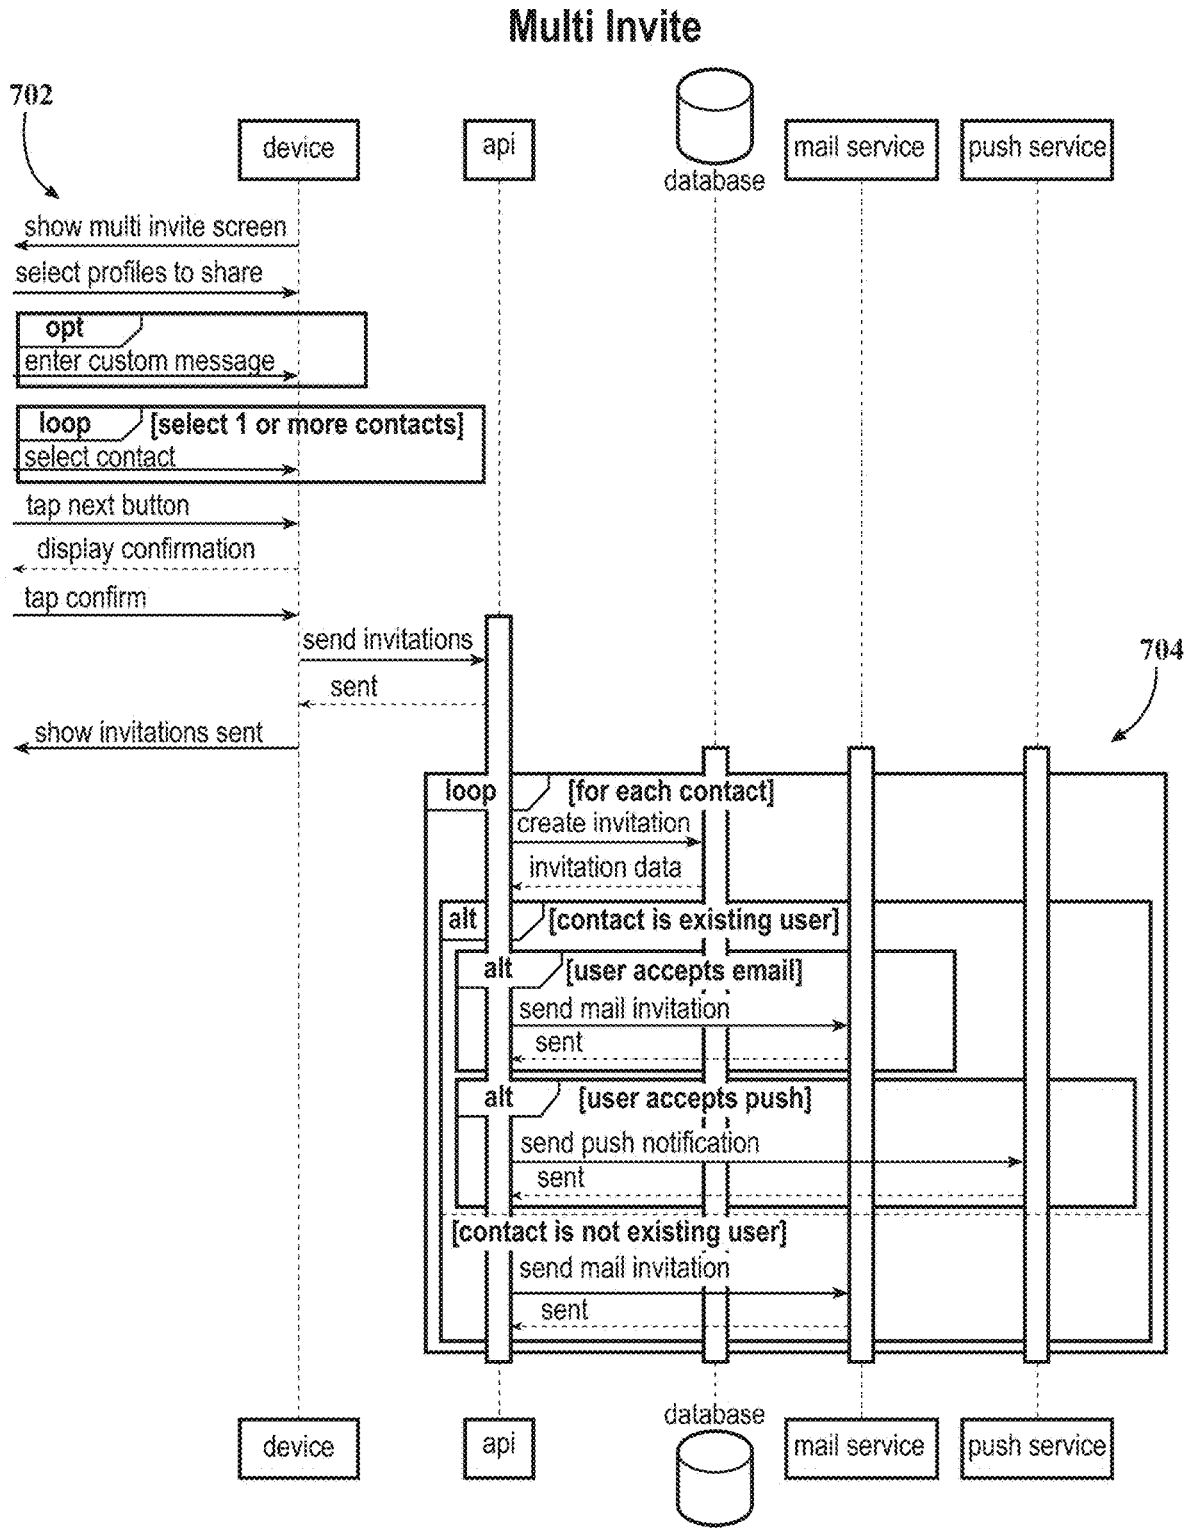 Multi Invite
702
device
api
database
mail service
push service
show multi invite screen
select profiles to share
opt
enter custom message
loop [select 1 or more contacts]
select contact
tap next button
display confirmation
tap confirm
send invitations
704
sent
show invitations sent
loop [for each contact]
create invitation
invitation data
alt [contact is existing user]
alt [user accepts email]
send mail invitation
sent
alt [user accepts push]
send push notification
sent
[contact is not existing user]
send mail invitation
sent
device
api
database
mail service
push service